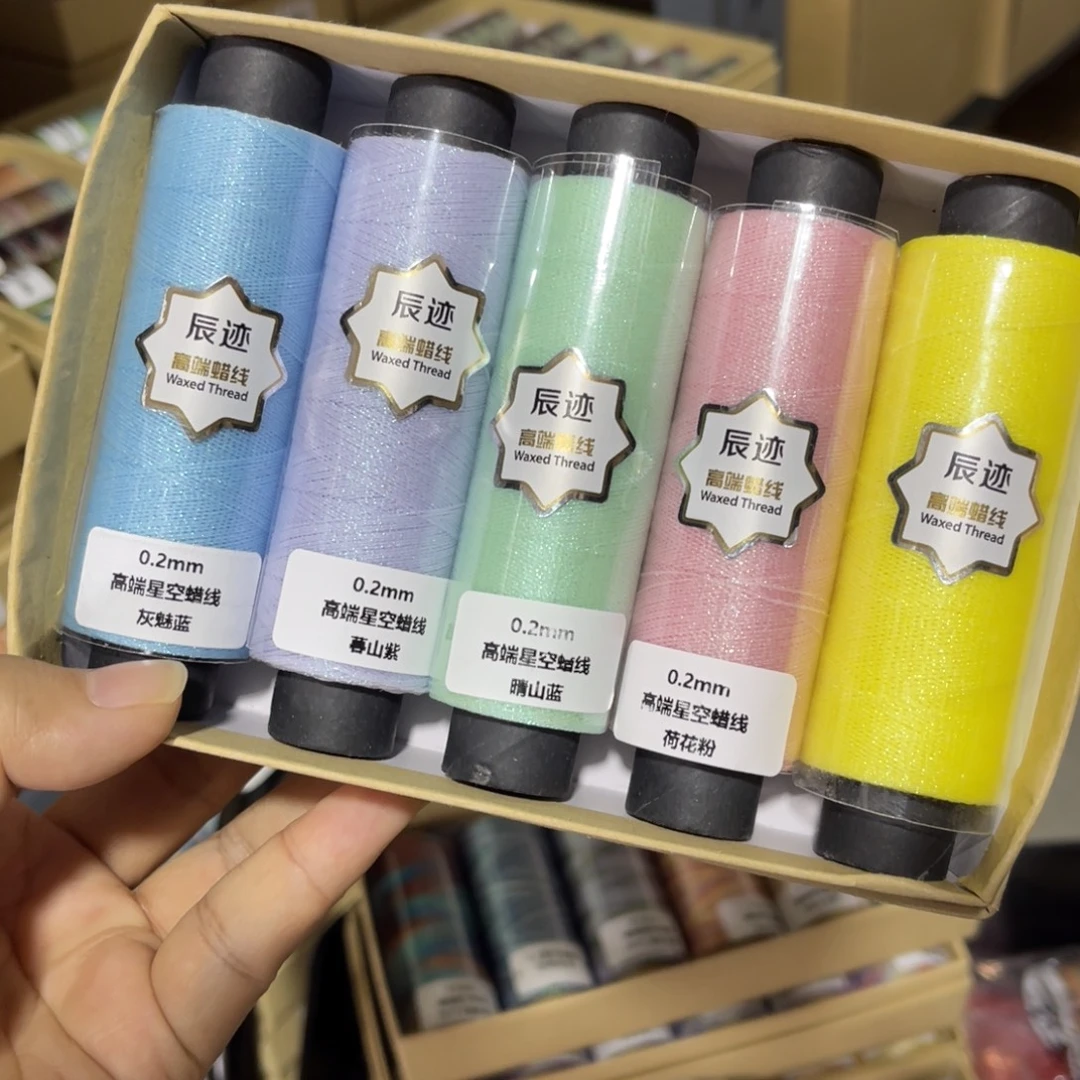 辰迹
高端蜡线
Waxed Thread
0.2mm
高端星空蜡线
灰魅蓝
辰迹
高端蜡线
Waxed Thread
0.2mm
高端星空蜡线
暮山紫
辰迹
高端蜡线
Waxed Thread
0.2mm
高端星空蜡线
晴山蓝
辰迹
高端蜡线
Waxed Thread
0.2mm
高端星空蜡线
荷花粉
辰迹
高端蜡线
Waxed Thread